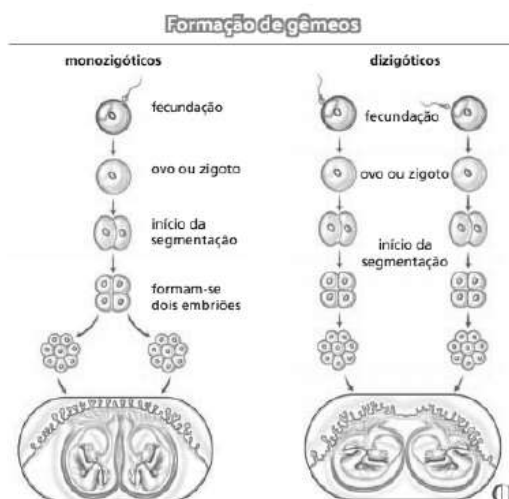 Formação de gêmeos
monozigóticos
fecundação
ovo ou zigoto
início da
segmentação
formam-se
dois embriões
dizigóticos
fecundação
ovo ou zigoto
início da
segmentação